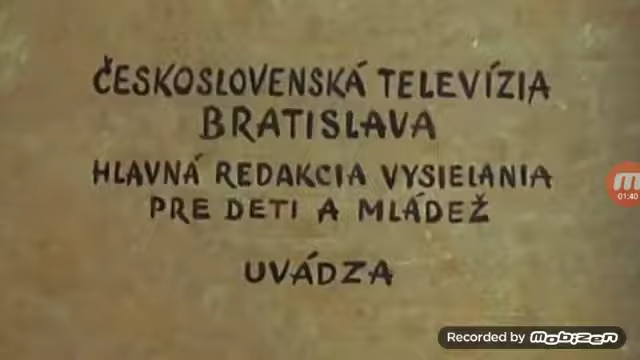 ČESKOSLOVENSKÁ TELEVÍZIA
BRATISLAVA
HLAVNÁ REDAKCIA VYSIELANIA
PRE DETI A MLÁDEŽ
UVÁDZA
01:40
Recorded by mobizen